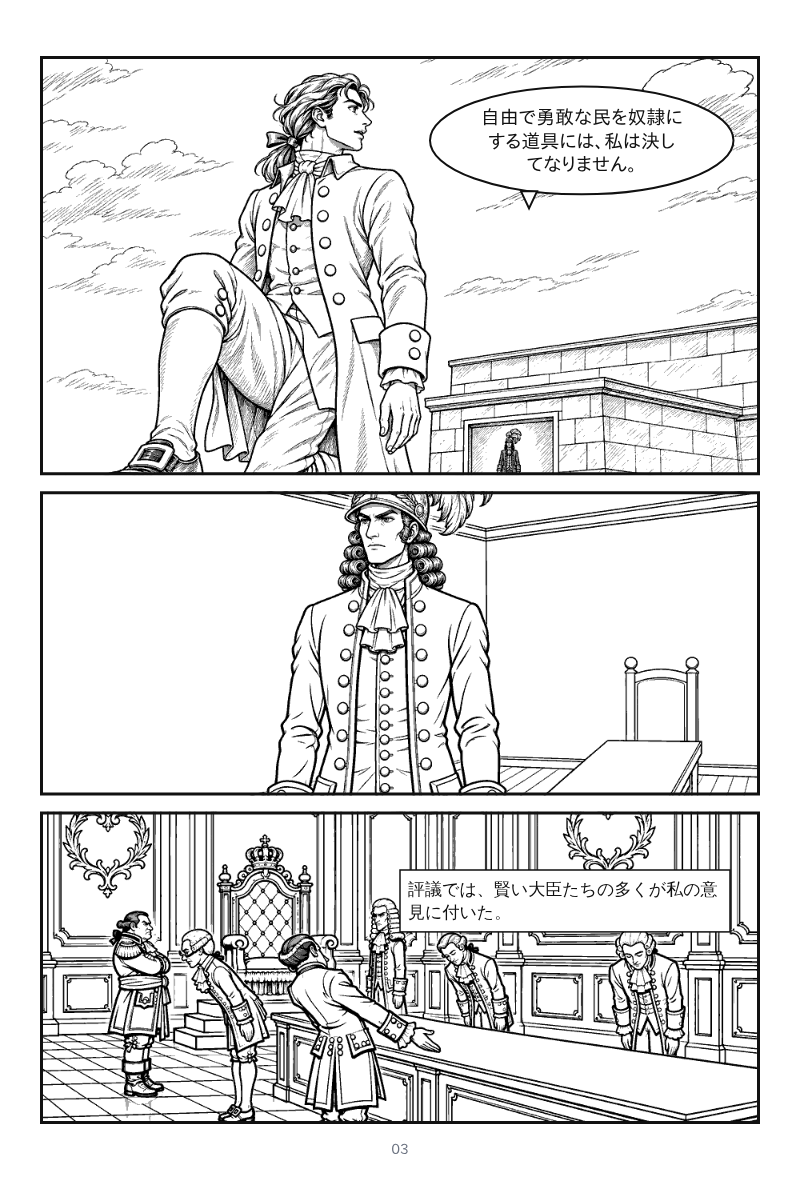 自由で勇敢な民を奴隷に
する道具には、私は決し
てなりません。
評議では、賢い大臣たちの多くが私の意
見に付いた。
03